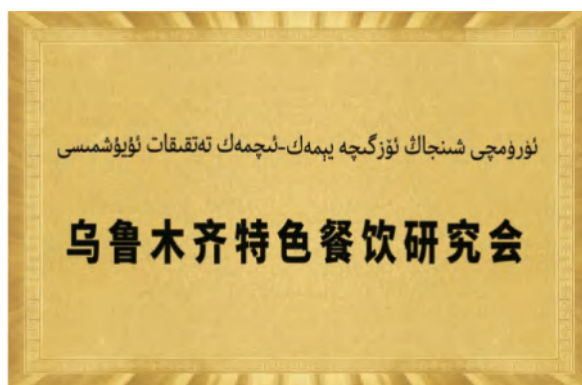 ئۈرۈمچى شىنجاڭ ئۆزگىچە يېمەك-ئىچمەك تەتقىقات ئۇيۇشمىسى
乌鲁木齐特色餐饮研究会